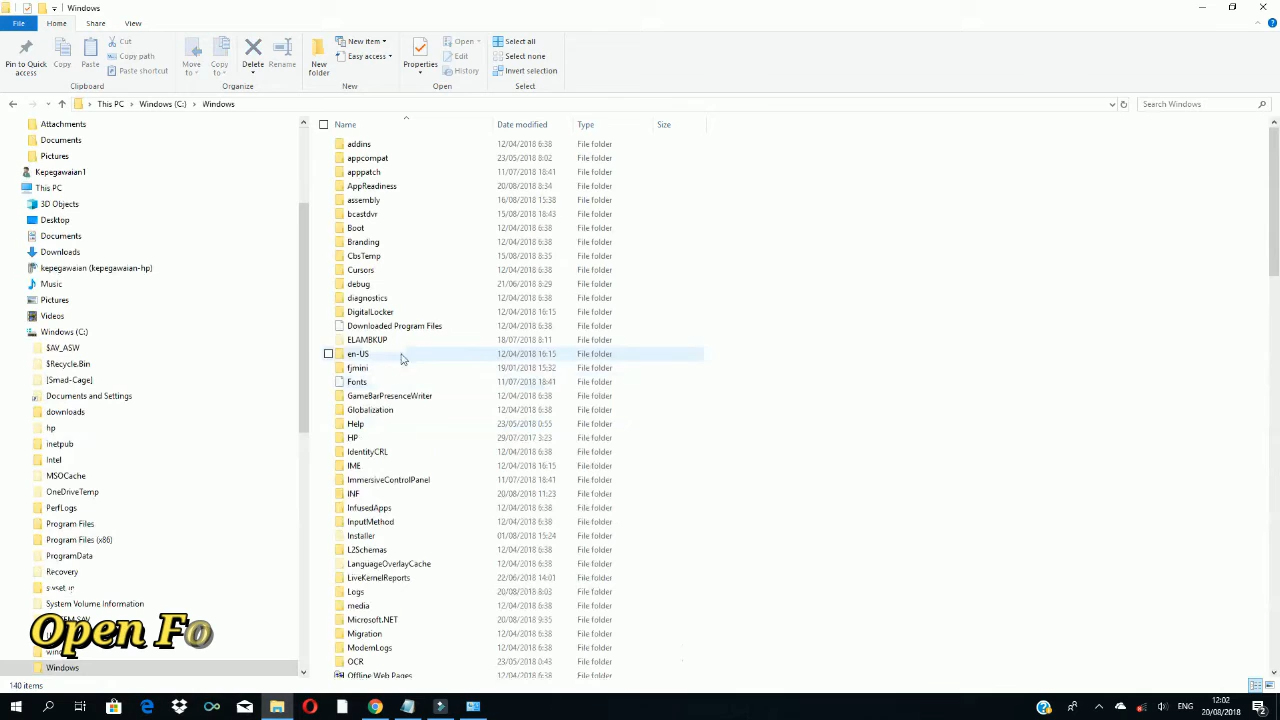 Windows
File Home Share View
Pin to Quick access
Copy
Paste
Cut
Copy path
Paste shortcut
Clipboard
Move to
Copy to
Delete
Rename
Organize
New folder
New item
Easy access
New
Properties
Open
Edit
History
Open
Select all
Select none
Invert selection
Select
This PC > Windows (C:) > Windows
Search Windows
Attachments
Documents
Pictures
Kepegawaian1
This PC
3D Objects
Desktop
Documents
Downloads
kepegawaian (kepegawaian-hp)
Music
Pictures
Videos
Windows (C:)
$AV_ASW
$Recycle.Bin
[Smad-Cage]
Documents and Settings
downloads
hp
inetpub
Intel
MSOCache
OneDriveTemp
PerfLogs
Program Files
Program Files (x86)
ProgramData
Recovery
System Volume Information
Windows
Name Date modified Type Size
addins 12/04/2018 6:38 File folder
appcompat 23/05/2018 8:02 File folder
apppatch 11/07/2018 18:41 File folder
AppReadiness 20/08/2018 8:34 File folder
assembly 16/08/2018 15:38 File folder
bcastdvr 15/08/2018 18:43 File folder
Boot 12/04/2018 6:38 File folder
Branding 12/04/2018 6:38 File folder
CbsTemp 15/08/2018 8:35 File folder
Cursors 12/04/2018 6:38 File folder
debug 21/06/2018 8:29 File folder
diagnostics 12/04/2018 6:38 File folder
DigitalLocker 12/04/2018 16:15 File folder
Downloaded Program Files 12/04/2018 6:38 File folder
ELAMBKUP 18/07/2018 8:11 File folder
en-US 12/04/2018 16:15 File folder
fjmini 19/01/2018 15:32 File folder
Fonts 11/07/2018 18:41 File folder
GameBarPresenceWriter 12/04/2018 6:38 File folder
Globalization 12/04/2018 6:38 File folder
Help 23/05/2018 0:55 File folder
HP 29/07/2017 3:23 File folder
IdentityCRL 12/04/2018 6:38 File folder
IME 12/04/2018 16:15 File folder
ImmersiveControlPanel 11/07/2018 18:41 File folder
INF 20/08/2018 11:23 File folder
InfusedApps 12/04/2018 6:38 File folder
InputMethod 12/04/2018 6:38 File folder
Installer 01/08/2018 15:24 File folder
L2Schemas 12/04/2018 6:38 File folder
LanguageOverlayCache 12/04/2018 6:38 File folder
LiveKernelReports 22/06/2018 14:01 File folder
Logs 20/08/2018 8:03 File folder
media 12/04/2018 6:38 File folder
Microsoft.NET 20/08/2018 9:35 File folder
Migration 12/04/2018 6:38 File folder
ModemLogs 12/04/2018 6:38 File folder
OCR 23/05/2018 0:43 File folder
Offline Web Pages 12/04/2018 6:38 File folder
Open Fo
140 items
12:02
20/08/2018